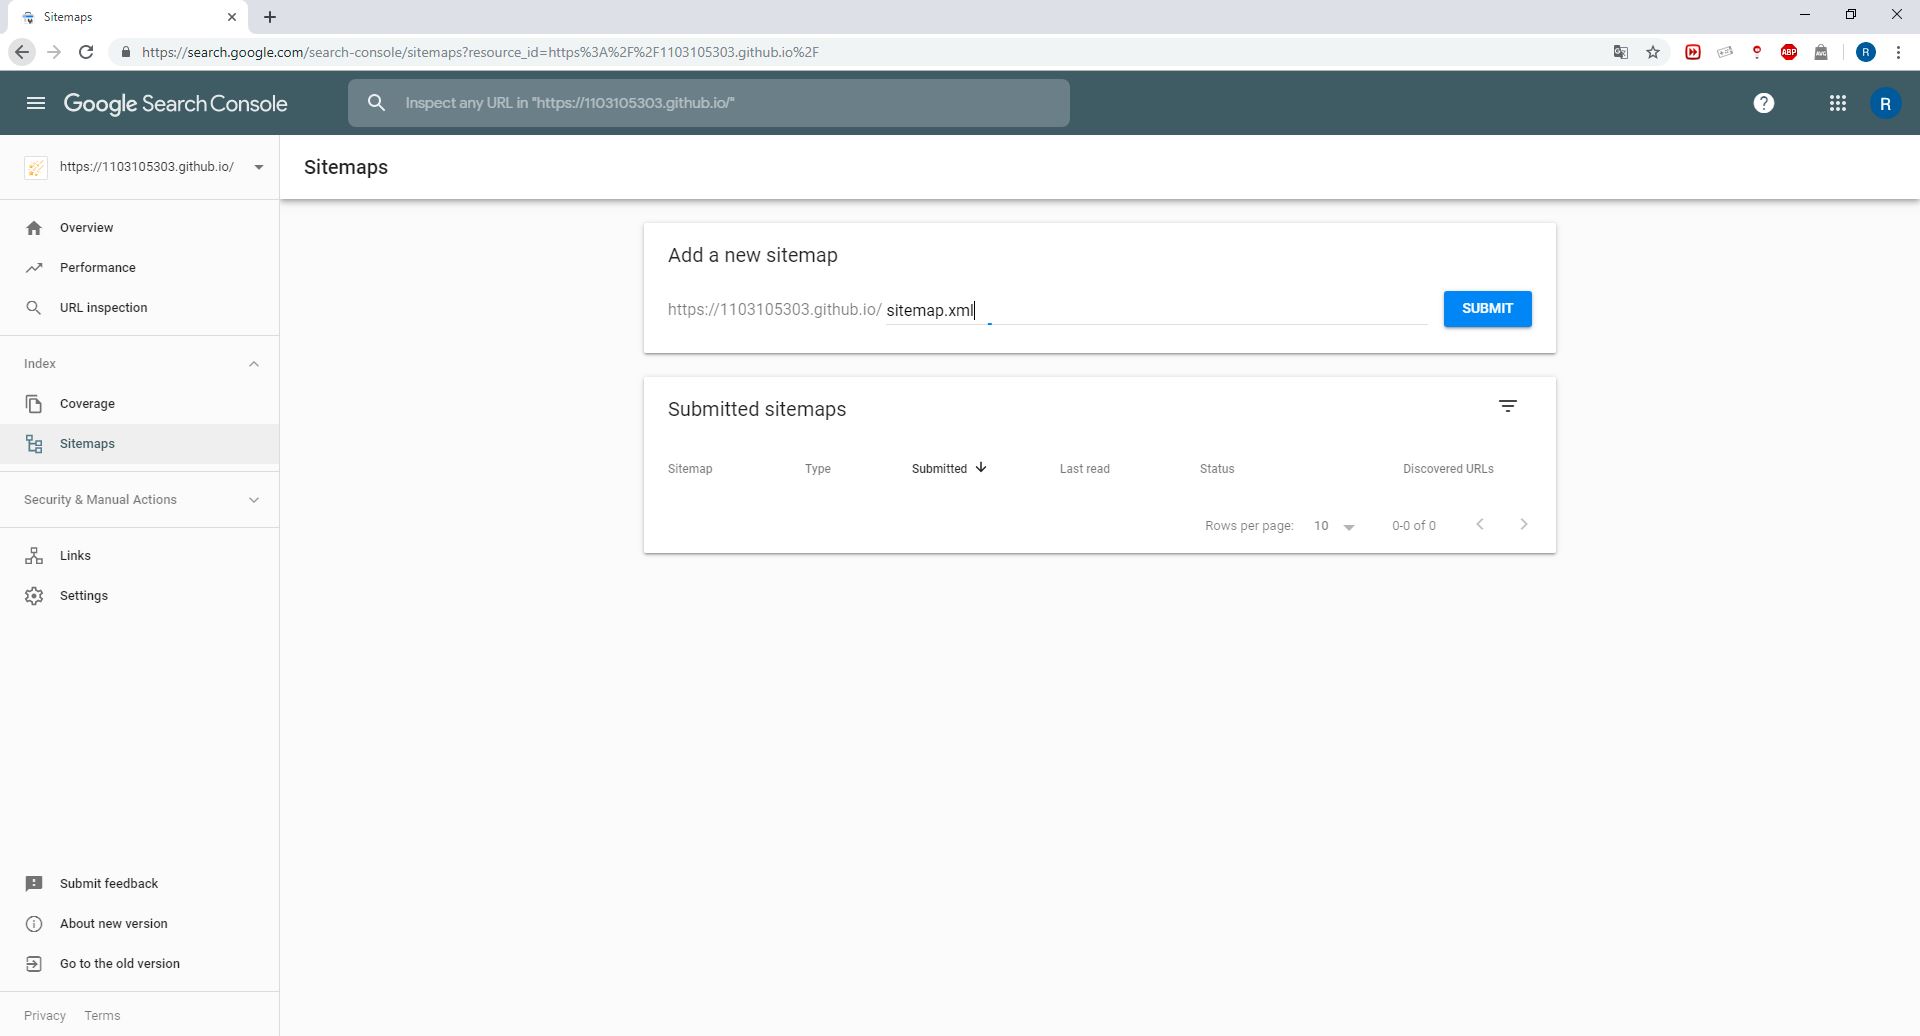 Sitemaps
https://search.google.com/search-console/sitemaps?resource_id=https%3A%2F%2F1103105303.github.io%2F
ABP
AVG
R
Google Search Console
Inspect any URL in "https://1103105303.github.io/"
?
R
https://1103105303.github.io/
Sitemaps
Overview
Performance
URL inspection
Index
Coverage
Sitemaps
Security & Manual Actions
Links
Settings
Submit feedback
About new version
Go to the old version
Privacy Terms
Add a new sitemap
https://1103105303.github.io/ sitemap.xml
SUBMIT
Submitted sitemaps
Sitemap Type Submitted Last read Status Discovered URLs
Rows per page: 10 0-0 of 0